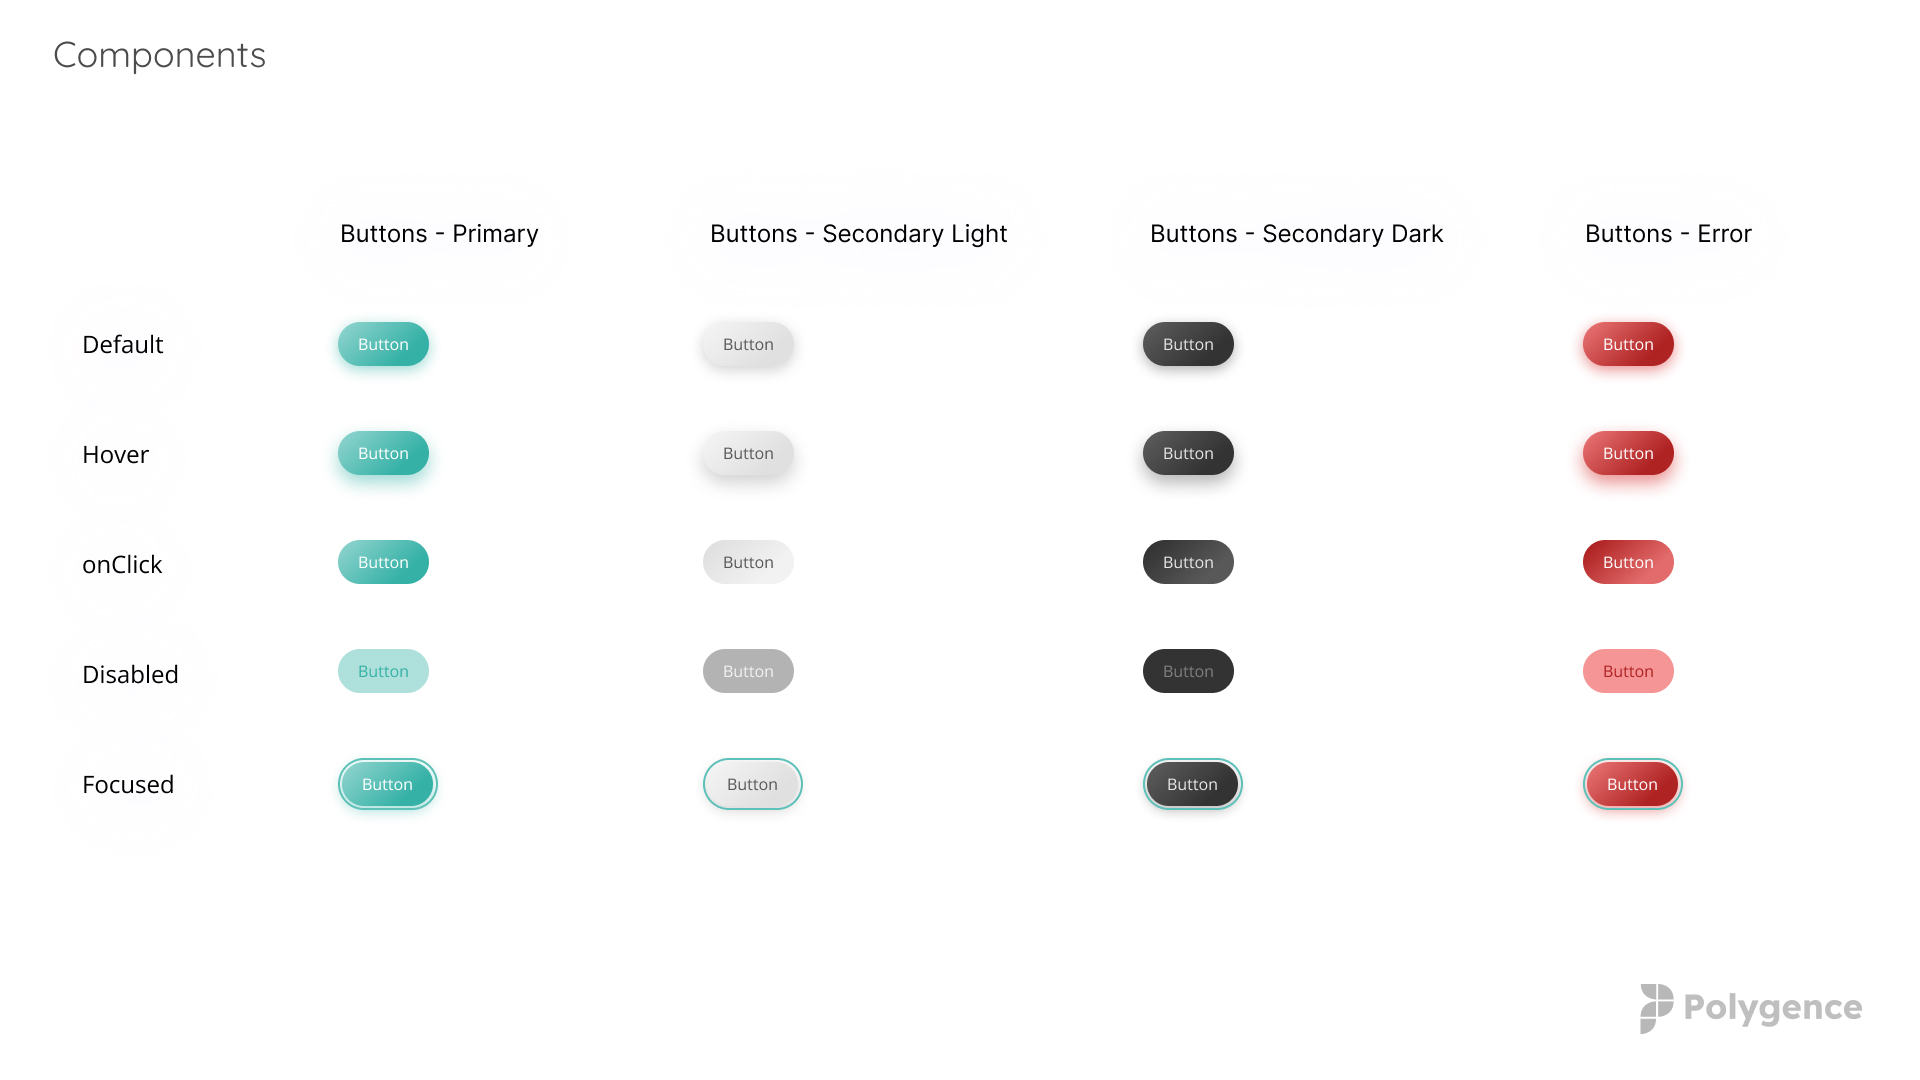 Components
Buttons - Primary
Buttons - Secondary Light
Buttons - Secondary Dark
Buttons - Error
Default
Button
Button
Button
Button
Hover
Button
Button
Button
Button
onClick
Button
Button
Button
Button
Disabled
Button
Button
Button
Button
Focused
Button
Button
Button
Button
Polygence